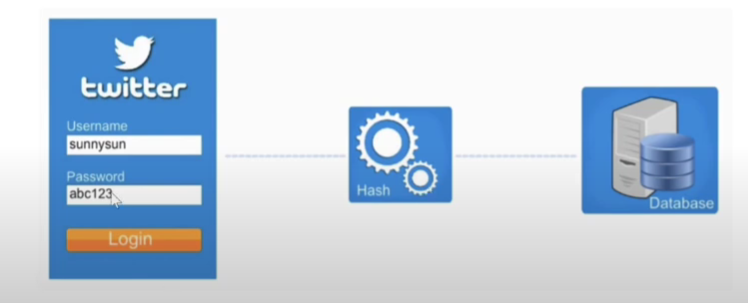 twitter
Username
sunnysun
Password
abc123
Login
Hash
Database